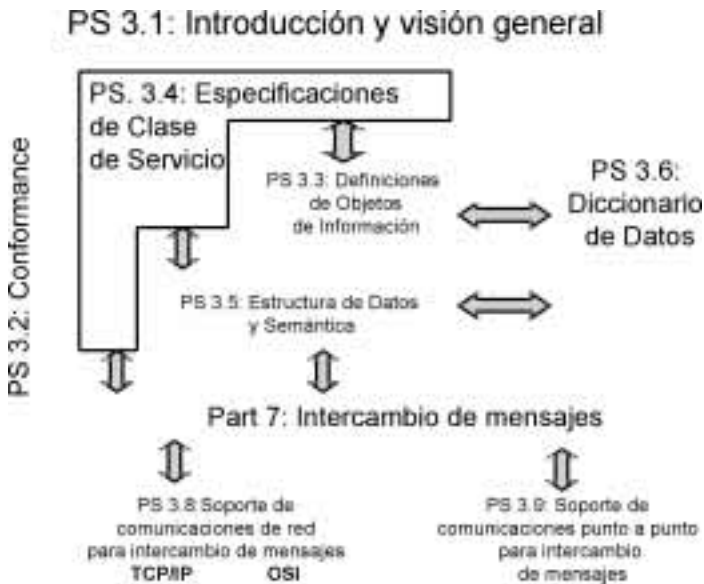 PS 3.1: Introducción y visión general
PS. 3.4: Especificaciones
de Clase
de Servicio
PS 3.2: Conformance
PS 3.3: Definiciones
de Objetos
de Información
PS 3.6:
Diccionario
de Datos
PS 3.5: Estructura de Datos
y Semántica
Part 7: Intercambio de mensajes
PS 3.8 Soporte de
comunicaciones de red
para intercambio de mensajes
TCP/IP OSI
PS 3.9: Soporte de
comunicaciones punto a punto
para intercambio
de mensajes